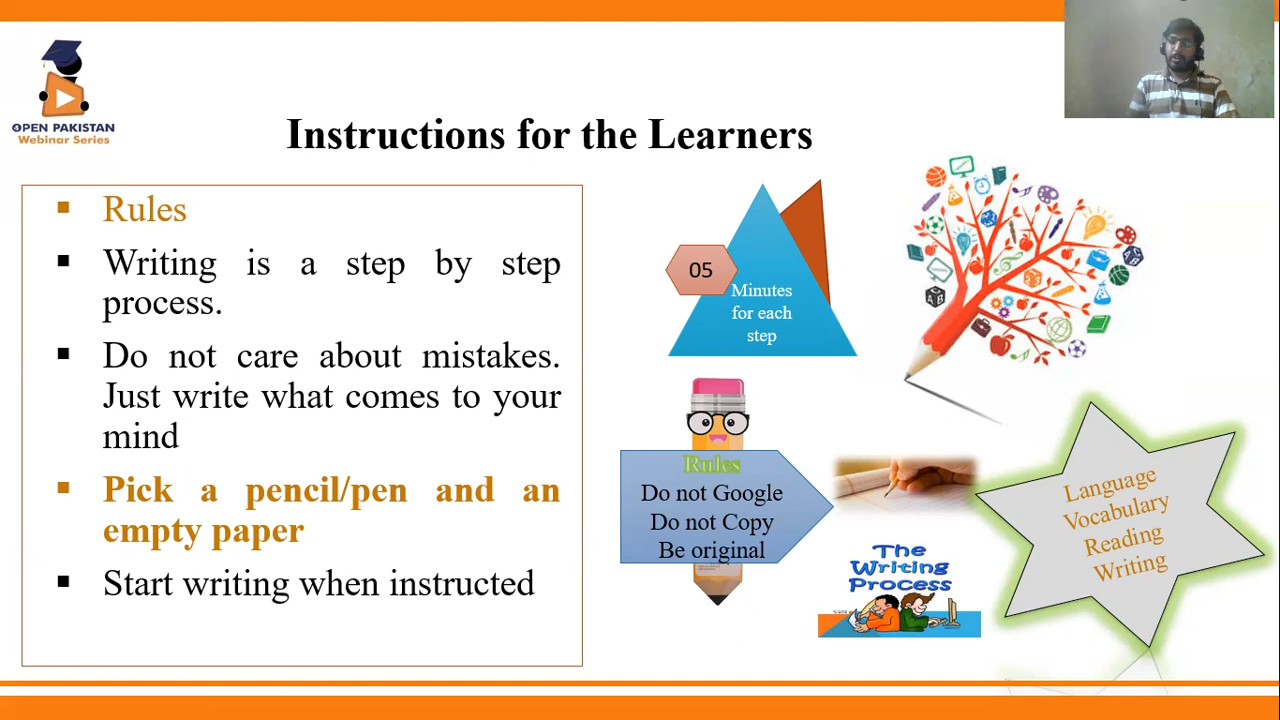 OPEN PAKISTAN
Webinar Series
Instructions for the Learners
Rules
Writing is a step by step
process.
Do not care about mistakes.
Just write what comes to your
mind
Pick a pencil/pen and an
empty paper
Start writing when instructed
05
Minutes
for each
step
Rules
Do not Google
Do not Copy
Be original
The
Writing
Process
Language
Vocabulary
Reading
Writing